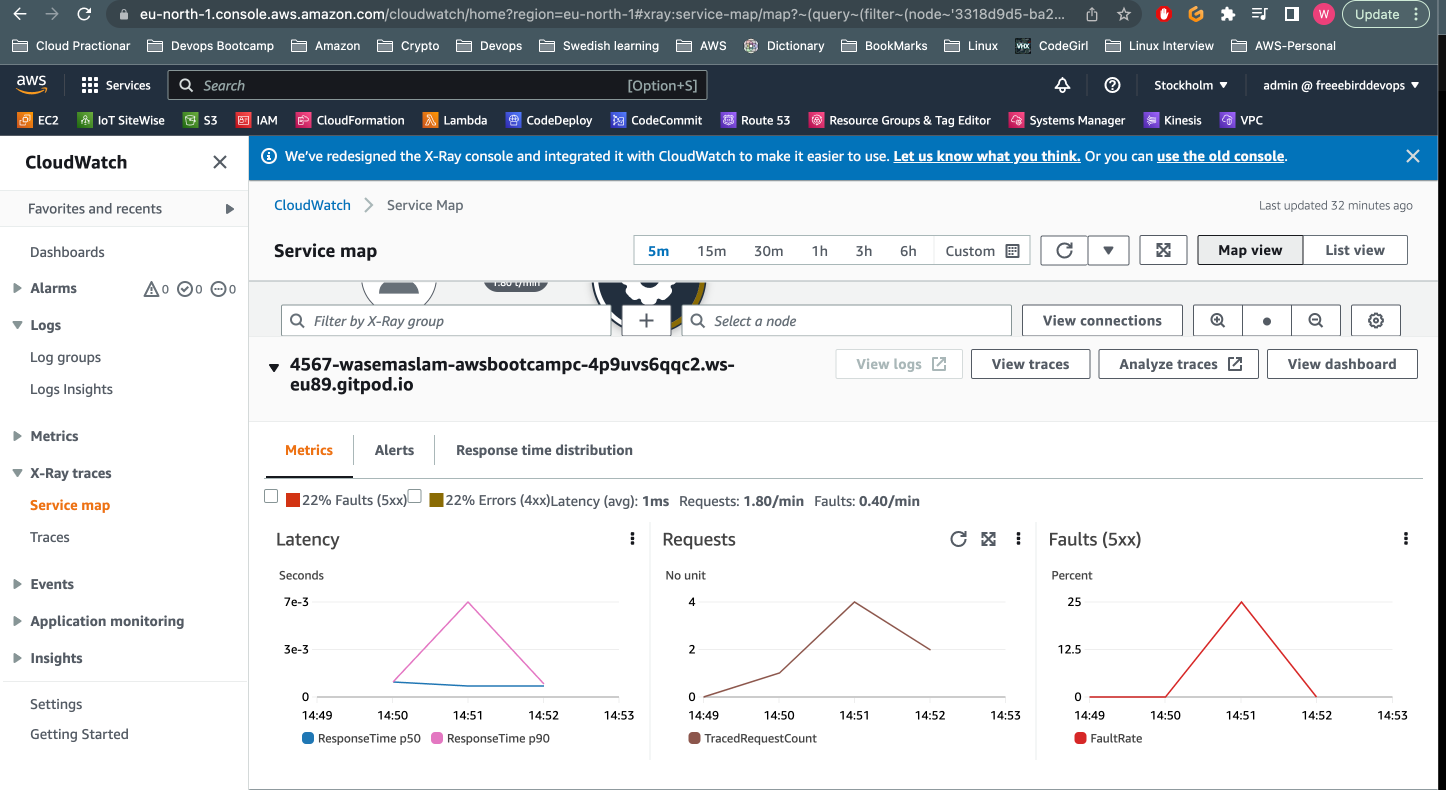 eu-north-1.console.aws.amazon.com/cloudwatch/home?region=eu-north-1#xray:service-map/map?~(query~(filter~(node~'3318d9d5-ba2... W Update
Cloud Practionar Devops Bootcamp Amazon Crypto Devops Swedish learning AWS Dictionary BookMarks Linux CodeGirl Linux Interview AWS-Personal
aws Services Search [Option+S] Stockholm admin @ freeebirddevops
EC2 IoT SiteWise S3 IAM CloudFormation Lambda CodeDeploy CodeCommit Route 53 Resource Groups & Tag Editor Systems Manager Kinesis VPC
CloudWatch
Favorites and recents
Dashboards
Alarms 0 0 0
Logs
Log groups
Logs Insights
Metrics
X-Ray traces
Service map
Traces
Events
Application monitoring
Insights
Settings
Getting Started
We've redesigned the X-Ray console and integrated it with CloudWatch to make it easier to use. Let us know what you think. Or you can use the old console.
CloudWatch Service Map Last updated 32 minutes ago
Service map 5m 15m 30m 1h 3h 6h Custom Map view List view
1.80 t/min
Filter by X-Ray group Select a node View connections
4567-wasemaslam-awsbootcampc-4p9uvs6qqc2.ws-
eu89.gitpod.io
View logs View traces Analyze traces View dashboard
Metrics Alerts Response time distribution
22% Faults (5xx) 22% Errors (4xx)Latency (avg): 1ms Requests: 1.80/min Faults: 0.40/min
Latency
Seconds
7e-3
3e-3
0
14:49 14:50 14:51 14:52 14:53
ResponseTime p50 ResponseTime p90
Requests
No unit
4
2
0
14:49 14:50 14:51 14:52 14:53
TracedRequestCount
Faults (5xx)
Percent
25
12.5
0
14:49 14:50 14:51 14:52 14:53
FaultRate